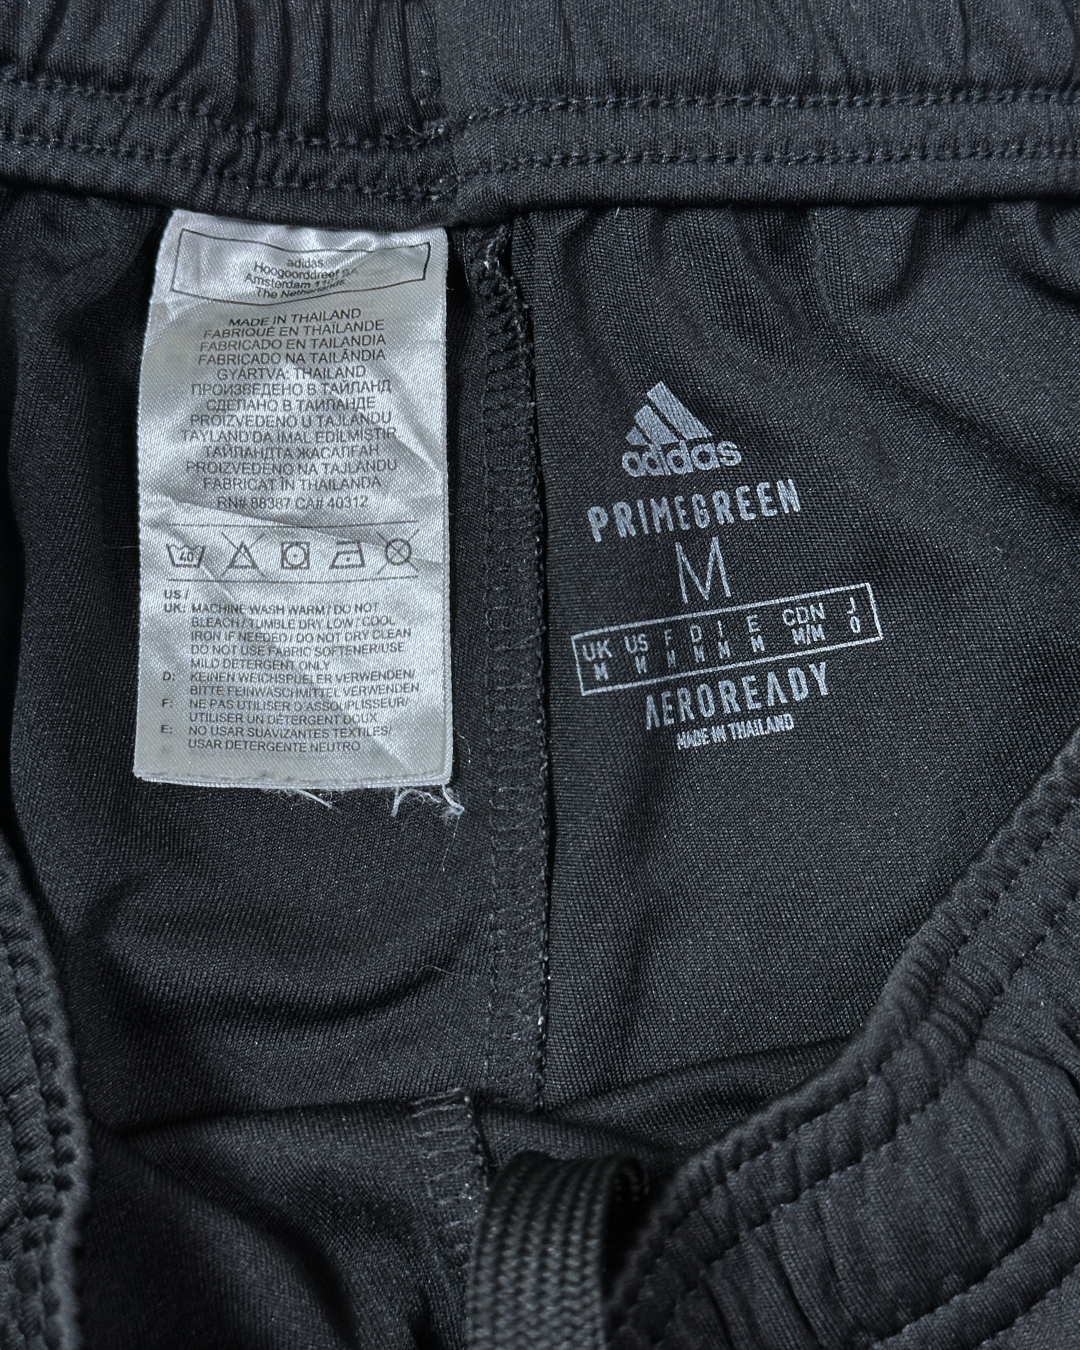 adidas
Hoogoorddreef 9A
Amsterdam
The Netherlands
MADE IN THAILAND
FABRIQUÉ EN THAÏLANDE
FABRICADO EN TAILANDIA
FABRICADO NA TAILÂNDIA
GYÁRTVA: THAILAND
ПРОИЗВЕДЕНО В ТАЙЛАНД
СДЕЛАНО В ТАИЛАНДЕ
PROIZVEDENO U TAJLANDU
TAYLAND'DA IMAL EDİLMİŞTİR
ТАЙЛАНДТА ЖАСАЛҒАН
PROIZVEDENO NA TAJLANDU
FABRICAT ÎN THAILANDA
RN# 88387 CA# 40312
40
US /
UK: MACHINE WASH WARM / DO NOT
BLEACH / TUMBLE DRY LOW / COOL
IRON IF NEEDED / DO NOT DRY CLEAN
DO NOT USE FABRIC SOFTENER/USE
MILD DETERGENT ONLY
D: KEINEN WEICHSPÜLER VERWENDEN/
BITTE FEINWASCHMITTEL VERWENDEN
F: NE PAS UTILISER D'ASSOUPLISSEUR/
UTILISER UN DÉTERGENT DOUX
E: NO USAR SUAVIZANTES TEXTILES/
USAR DETERGENTE NEUTRO
adidas
PRIMEGREEN
M
UK US F D I E CDN J
M M M M M M M/M O
AEROREADY
MADE IN THAILAND